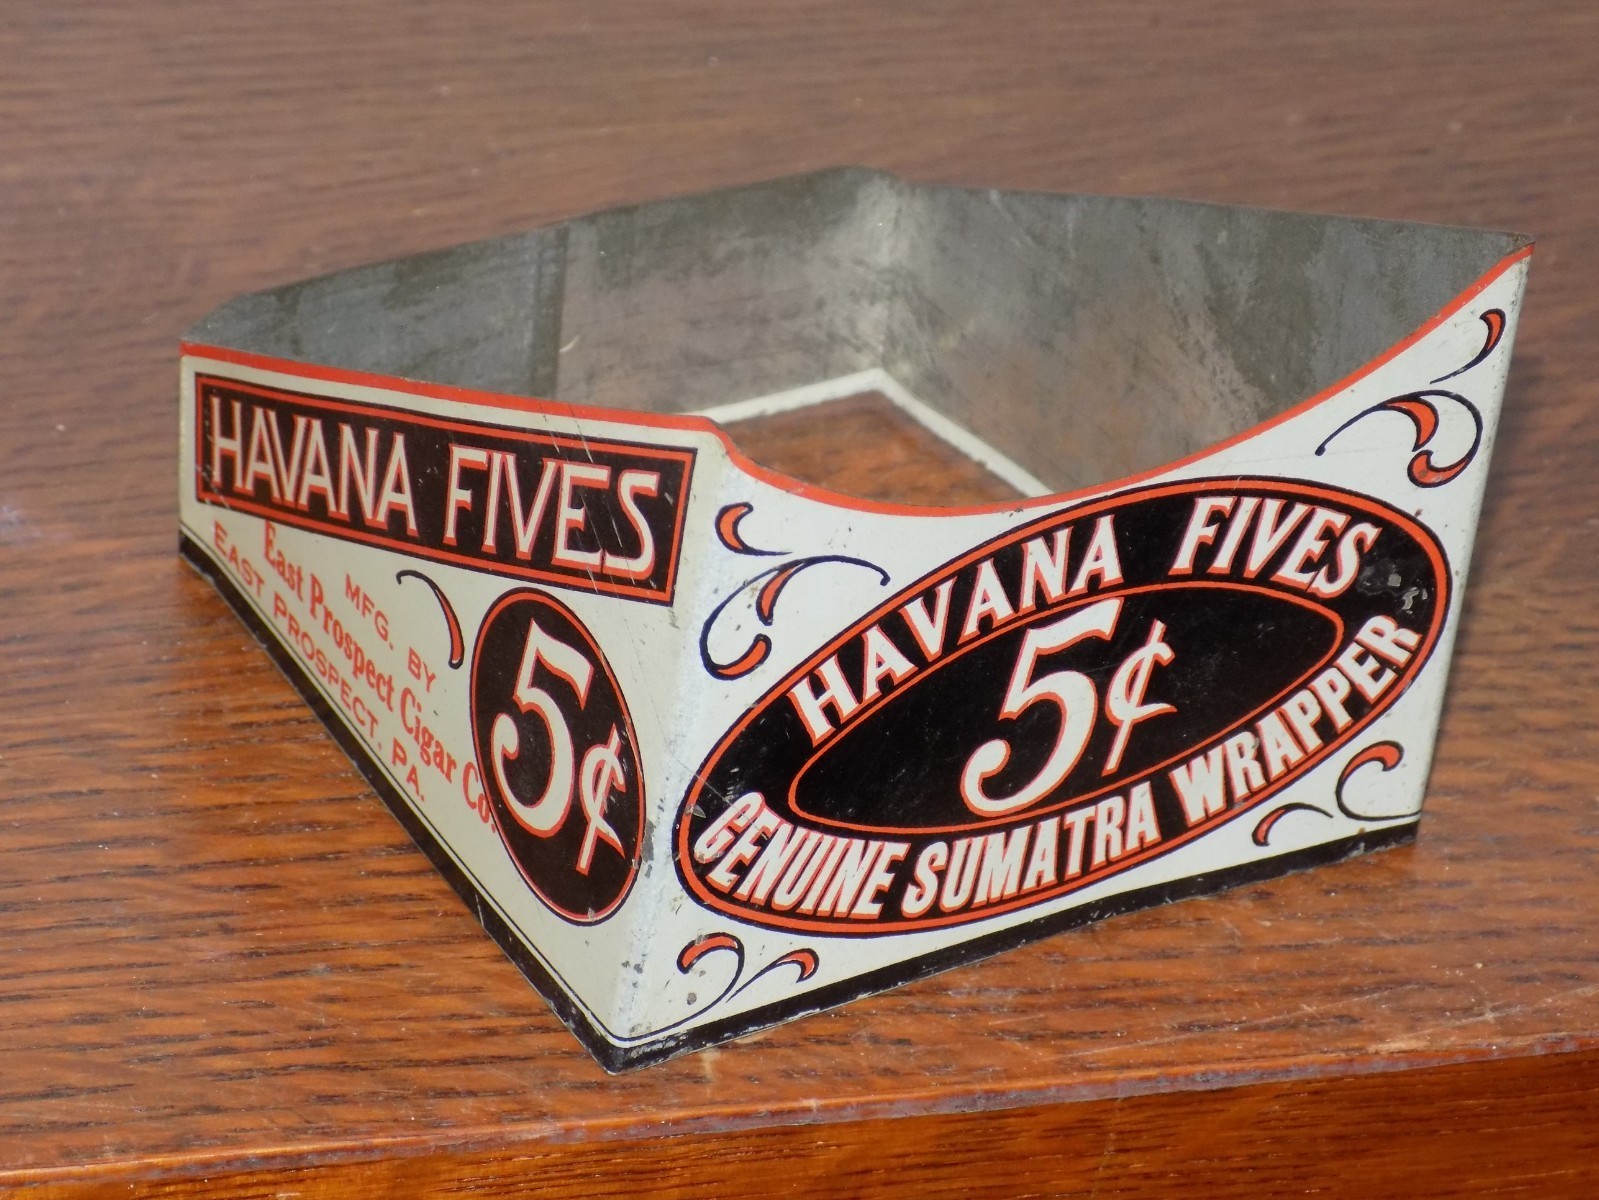 HAVANA FIVES
MFG. BY
East Prospect Cigar Co.
EAST PROSPECT, PA.
5¢
HAVANA FIVES
5¢
GENUINE SUMATRA WRAPPER